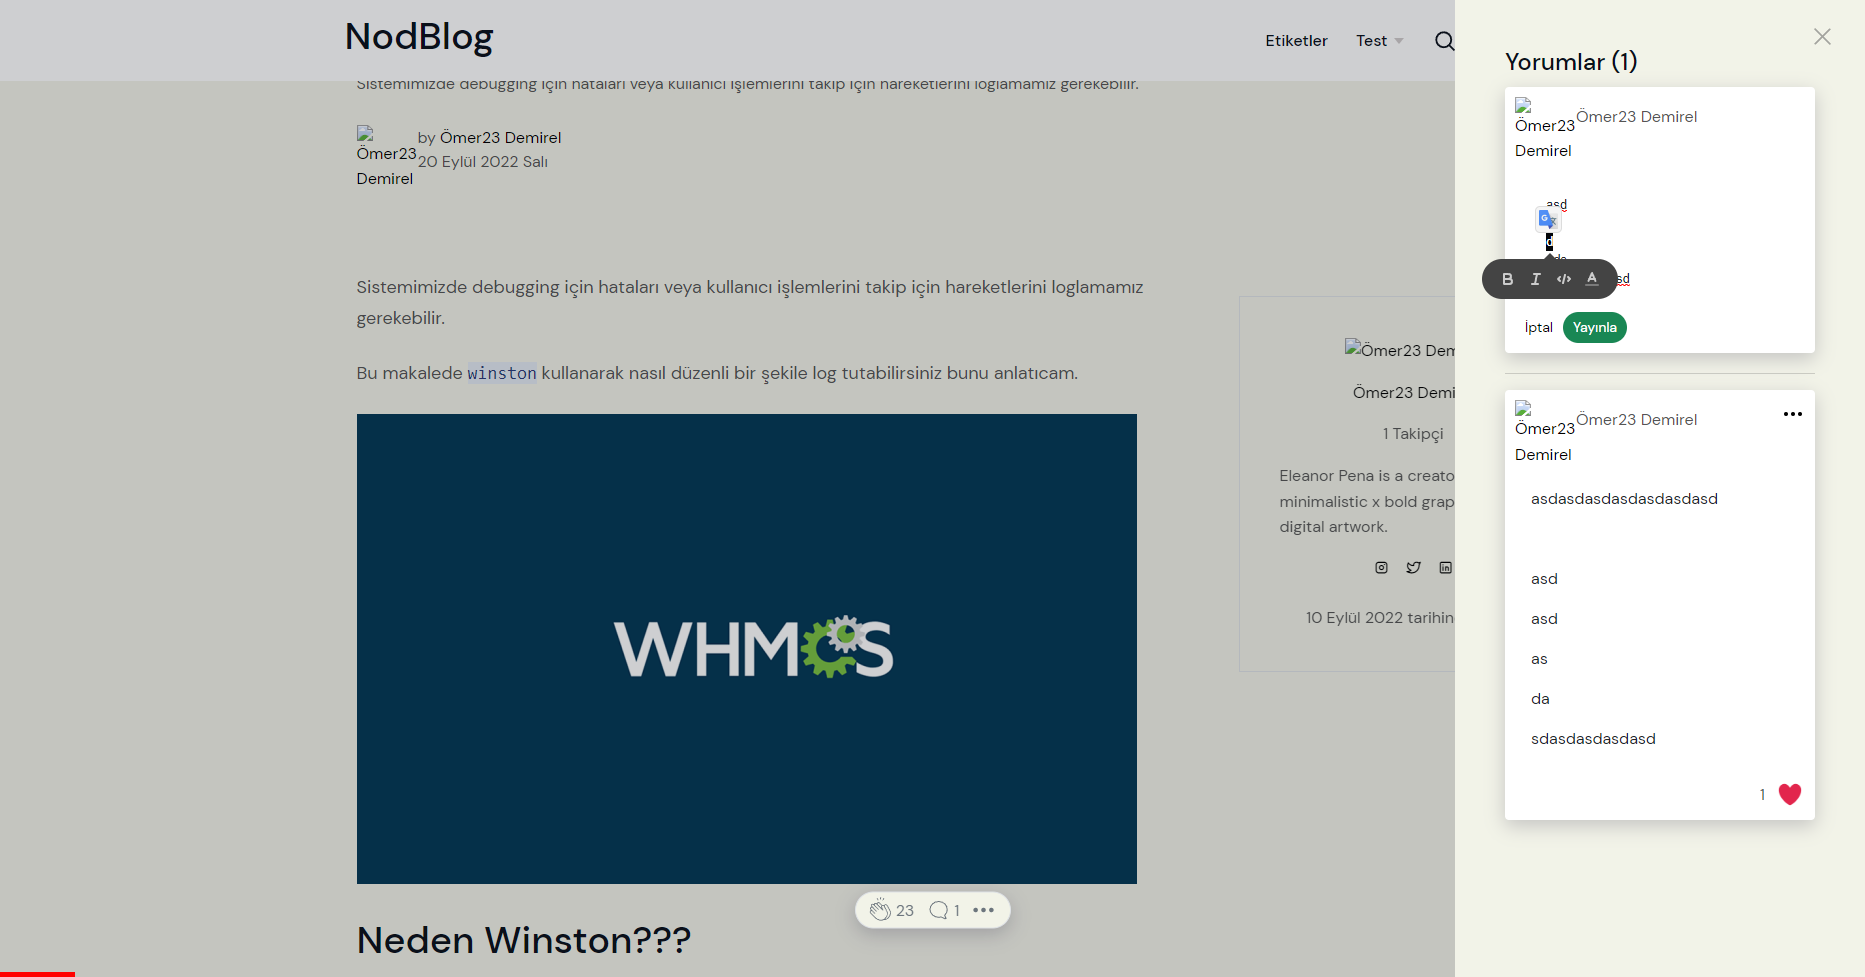 NodBlog
Etiketler
Test
Sistemimizde debugging için hataları veya kullanıcı işlemlerini takip için hareketlerini loglamamız gerekebilir.
Ömer23 Demirel
by Ömer23 Demirel
20 Eylül 2022 Salı
Sistemimizde debugging için hataları veya kullanıcı işlemlerini takip için hareketlerini loglamamız
gerekebilir.
Bu makalede winston kullanarak nasıl düzenli bir şekile log tutabilirsiniz bunu anlatıcam.
WHMCS
Neden Winston???
23
1
Ömer23 Dem
Ömer23 Demi
1 Takipçi
Eleanor Pena is a creato
minimalistic x bold grap
digital artwork.
10 Eylül 2022 tarihin
Yorumlar (1)
Ömer23
Demirel
Ömer23 Demirel
asd
d
sd
B I </> A
İptal
Yayınla
Ömer23
Demirel
Ömer23 Demirel
asdasdasdasdasdasdasd
asd
asd
as
da
sdasdasdasdasd
1